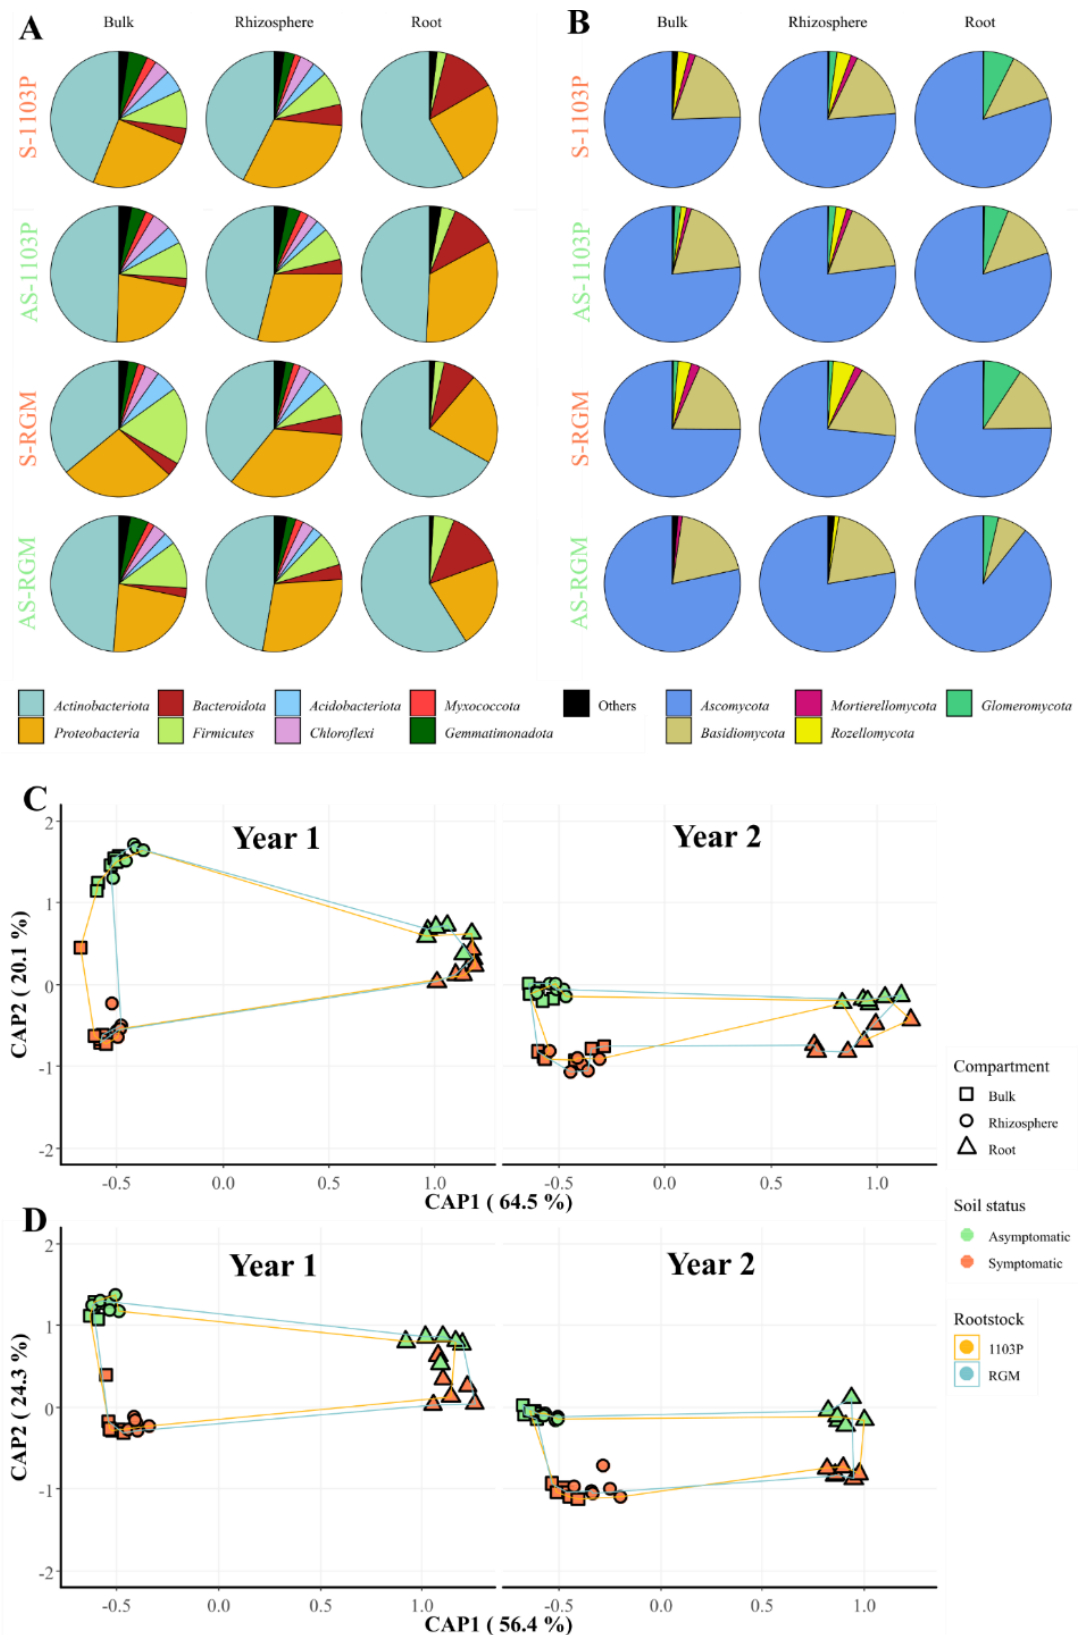 A Bulk Rhizosphere Root B Bulk Rhizosphere Root
S-1103P S-1103P
AS-1103P AS-1103P
S-RGM S-RGM
AS-RGM AS-RGM
Actinobacteriota Bacteroidota Acidobacteriota Myxococcota Others Ascomycota Mortierellomycota Glomeromycota
Proteobacteria Firmicutes Chloroflexi Gemmatimonadota Basidiomycota Rozellomycota
C
Year 1 Year 2
CAP2 ( 20.1 %)
2
1
0
-1
-2
-0.5 0.0 0.5 1.0 -0.5 0.0 0.5 1.0
CAP1 ( 64.5 %)
Compartment
Bulk
Rhizosphere
Root
Soil status
Asymptomatic
Symptomatic
Rootstock
1103P
RGM
D
Year 1 Year 2
CAP2 ( 24.3 %)
2
1
0
-1
-2
-0.5 0.0 0.5 1.0 -0.5 0.0 0.5 1.0
CAP1 ( 56.4 %)